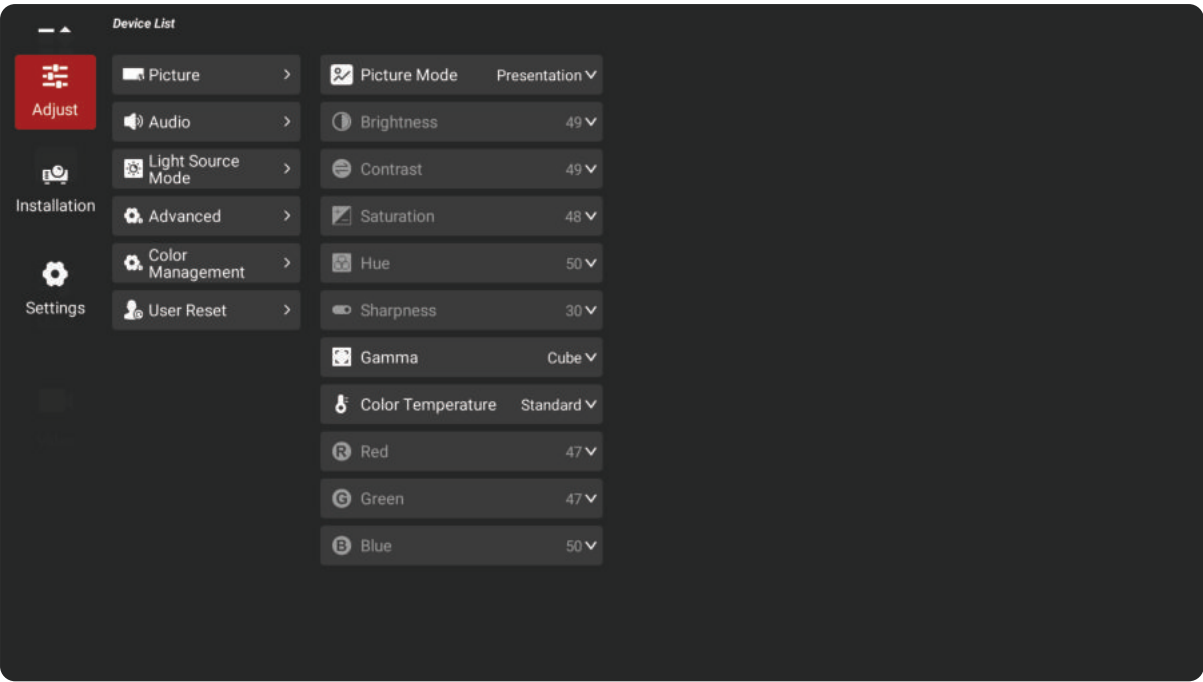 Device List
Adjust
Installation
Settings
Picture
Audio
Light Source
Mode
Advanced
Color
Management
User Reset
Picture Mode Presentation
Brightness 49
Contrast 49
Saturation 48
Hue 50
Sharpness 30
Gamma Cube
Color Temperature Standard
R Red 47
G Green 47
B Blue 50